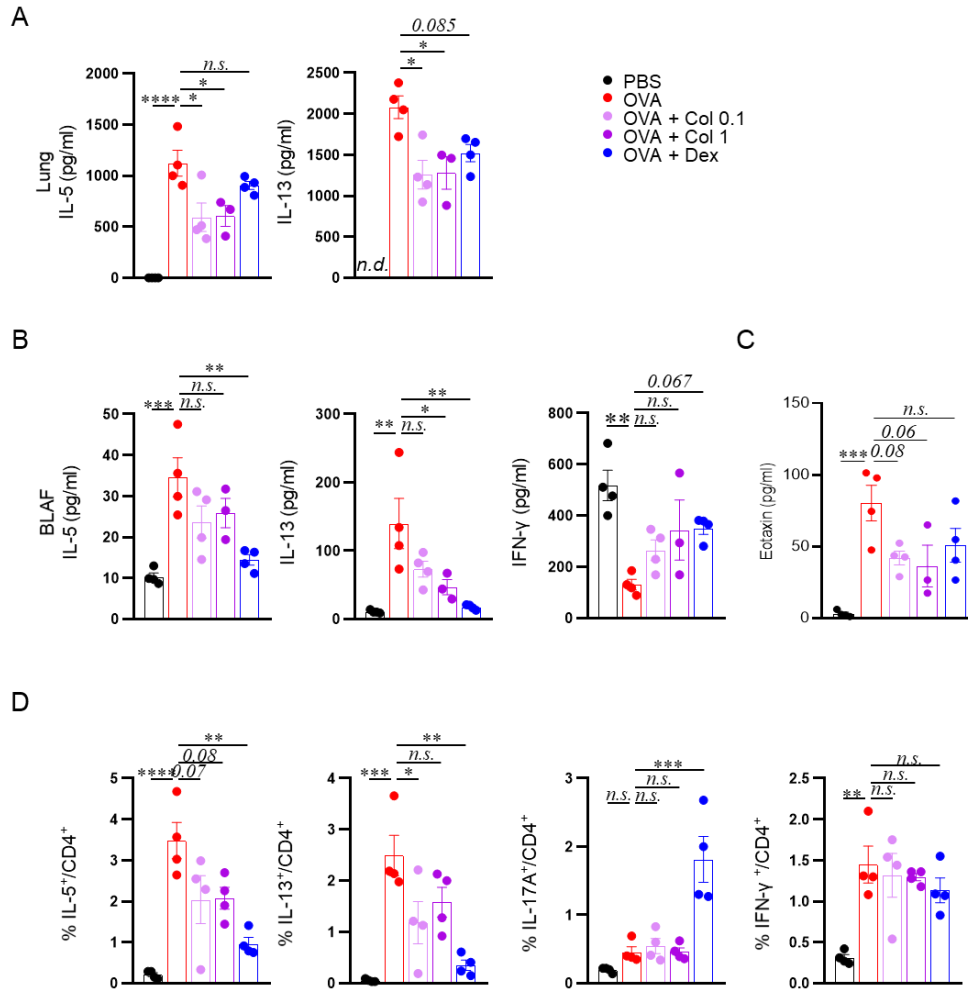 A
0.085
n.s.
*
*
**** *
*
2000
1500
1000
500
0
Lung
IL-5 (pg/ml)
2500
2000
1500
1000
500
0
IL-13 (pg/ml)
n.d.
PBS
OVA
OVA + Col 0.1
OVA + Col 1
OVA + Dex
B
C
**
n.s.
*** n.s.
50
40
30
20
10
0
BLAF
IL-5 (pg/ml)
**
*
** n.s.
300
200
100
0
IL-13 (pg/ml)
0.067
n.s.
** n.s.
800
600
400
200
0
IFN-γ (pg/ml)
n.s.
0.06
*** 0.08
150
100
50
0
Eotaxin (pg/ml)
D
**
0.08
**** 0.07
5
4
3
2
1
0
% IL-5⁺/CD4⁺
**
n.s.
*** *
5
4
3
2
1
0
% IL-13⁺/CD4⁺
***
n.s.
n.s. n.s.
3
2
1
0
% IL-17A⁺/CD4⁺
n.s.
n.s.
** n.s.
2.5
2.0
1.5
1.0
0.5
0.0
% IFN-γ ⁺/CD4⁺